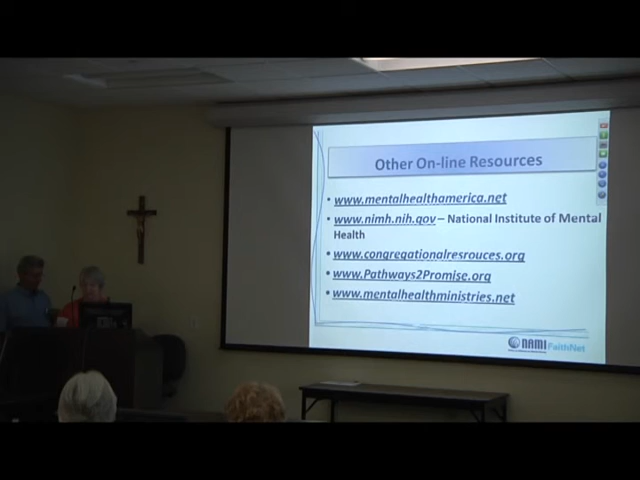 Other On-line Resources
• www.mentalhealthamerica.net
• www.nimh.nih.gov – National Institute of Mental
Health
• www.congregationalresrouces.org
• www.Pathways2Promise.org
• www.mentalhealthministries.net
NAMI FaithNet